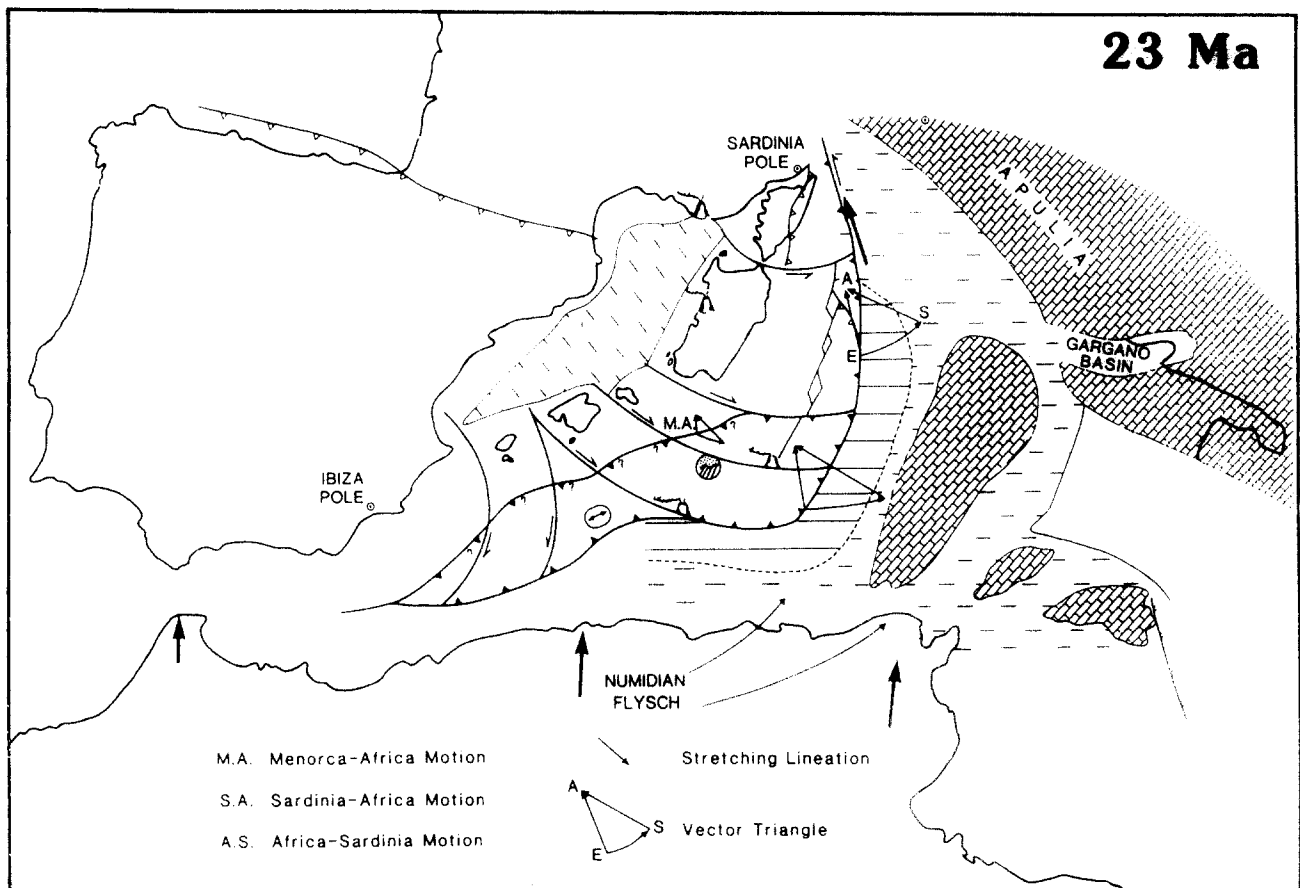 23 Ma
SARDINIA
POLE
APULIA
A
S
E
GARGANO
BASIN
M.A.
IBIZA
POLE
NUMIDIAN
FLYSCH
M.A. Menorca-Africa Motion
S.A. Sardinia-Africa Motion
A.S. Africa-Sardinia Motion
Stretching Lineation
A
S
E
Vector Triangle